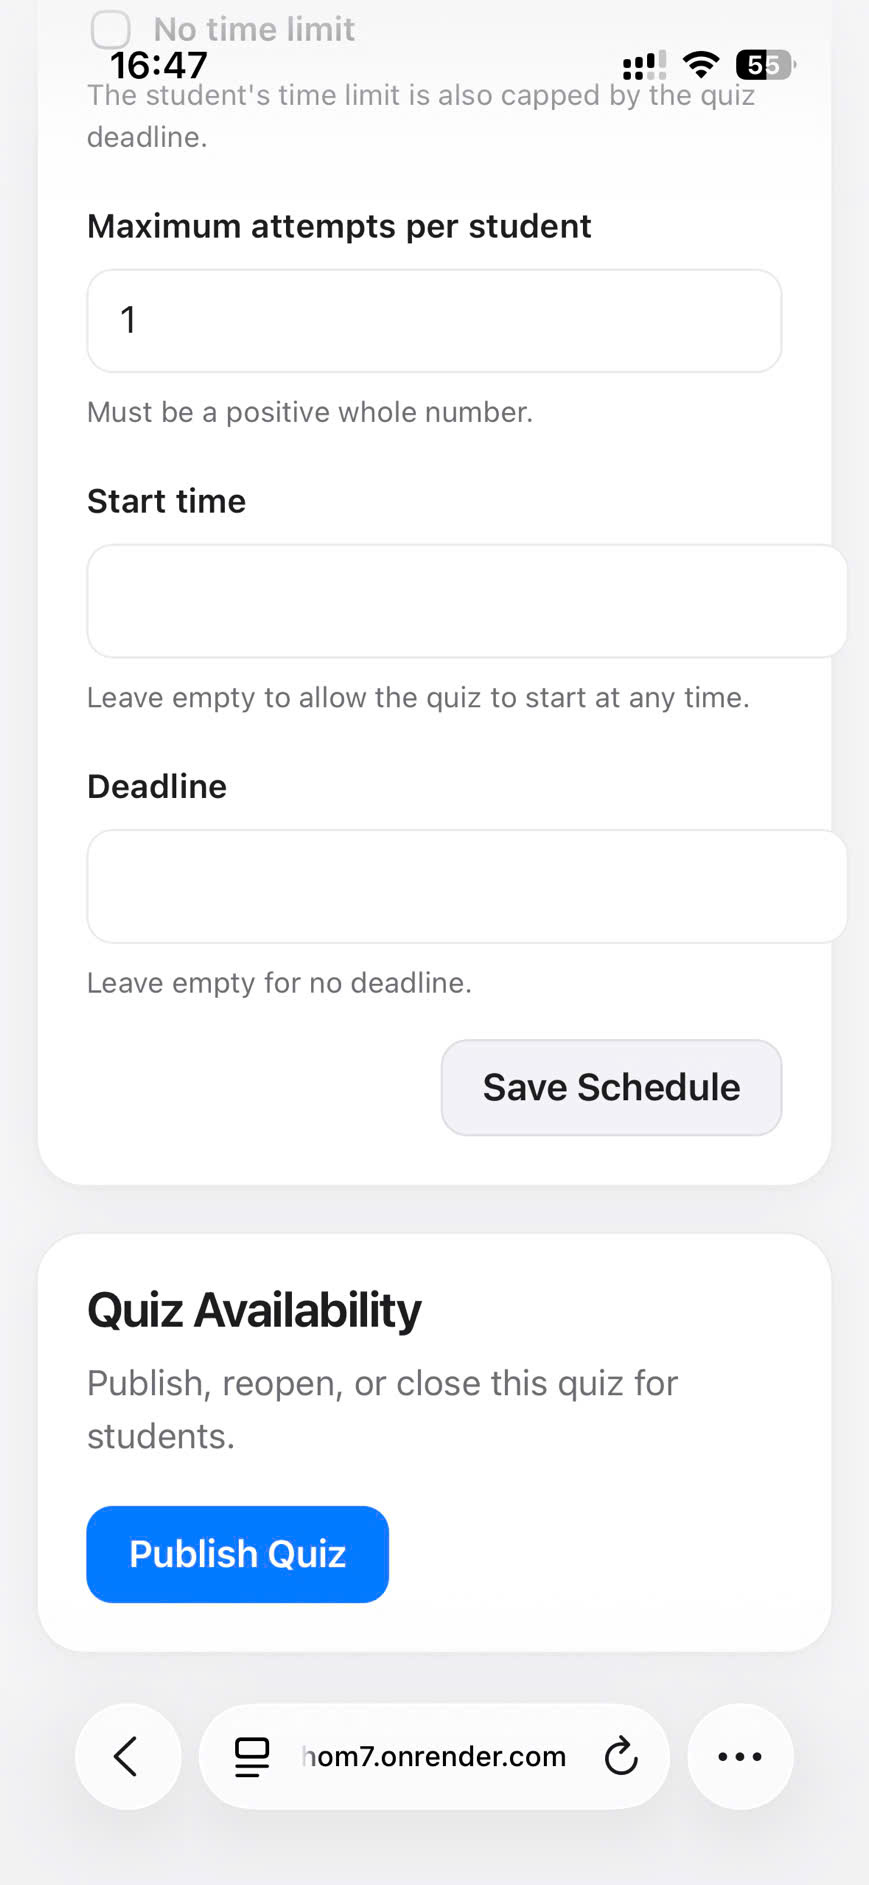 No time limit
16:47
55
The student's time limit is also capped by the quiz
deadline.
Maximum attempts per student
1
Must be a positive whole number.
Start time
Leave empty to allow the quiz to start at any time.
Deadline
Leave empty for no deadline.
Save Schedule
Quiz Availability
Publish, reopen, or close this quiz for
students.
Publish Quiz
hom7.onrender.com